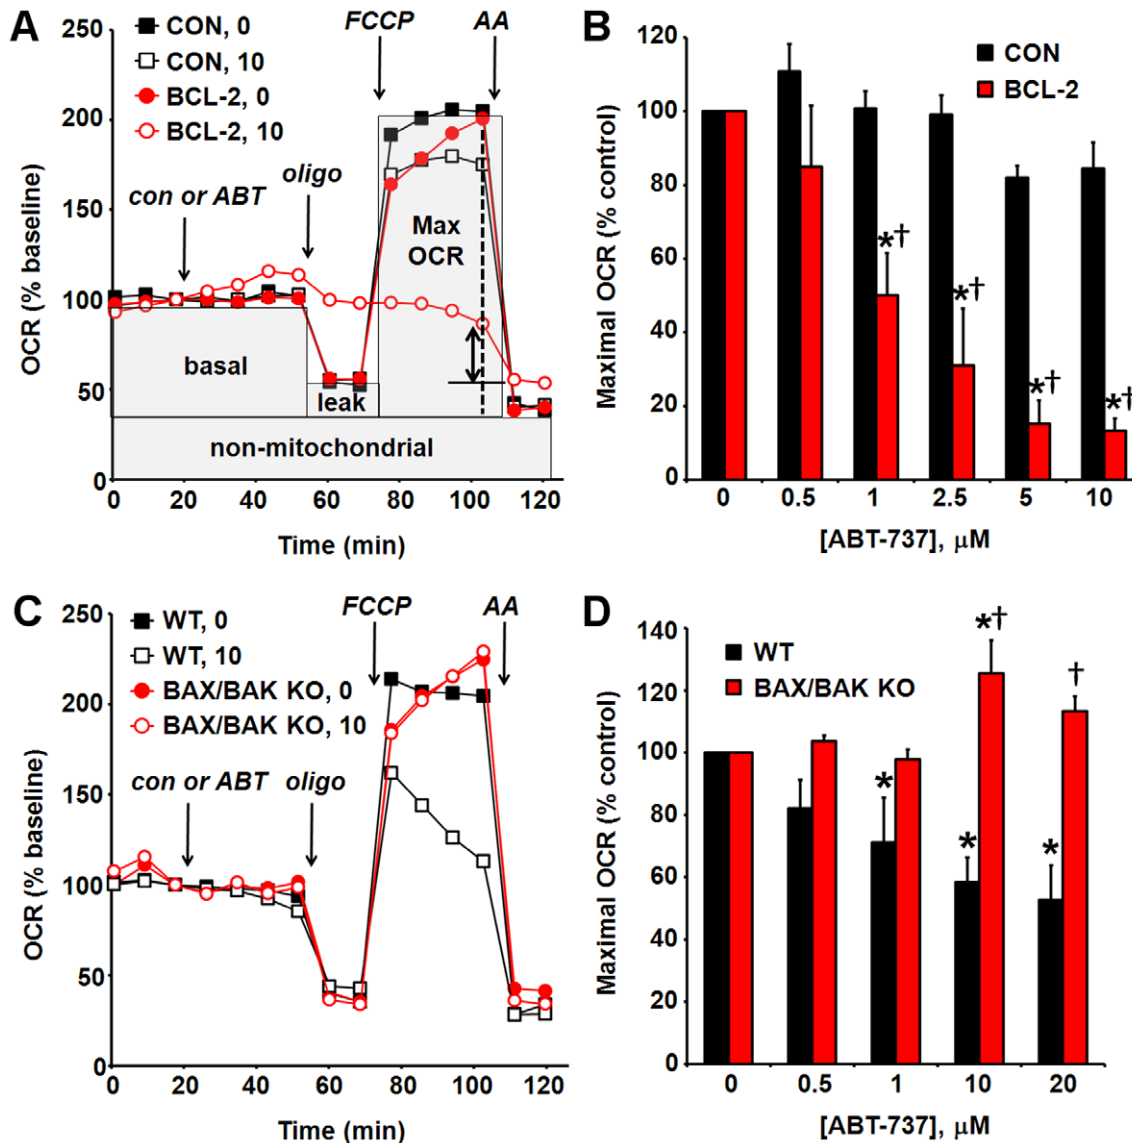 A
250
200
150
100
50
0
OCR (% baseline)
CON, 0
CON, 10
BCL-2, 0
BCL-2, 10
FCCP
AA
con or ABT
oligo
Max
OCR
basal
leak
non-mitochondrial
0 20 40 60 80 100 120
Time (min)
B
120
100
80
60
40
20
0
Maximal OCR (% control)
CON
BCL-2
*†
*†
*†
*†
0 0.5 1 2.5 5 10
[ABT-737], μM
C
250
200
150
100
50
0
OCR (% baseline)
WT, 0
WT, 10
BAX/BAK KO, 0
BAX/BAK KO, 10
FCCP
AA
con or ABT
oligo
0 20 40 60 80 100 120
Time (min)
D
140
120
100
80
60
40
20
0
Maximal OCR (% control)
WT
BAX/BAK KO
*†
†
*
*
*
0 0.5 1 10 20
[ABT-737], μM